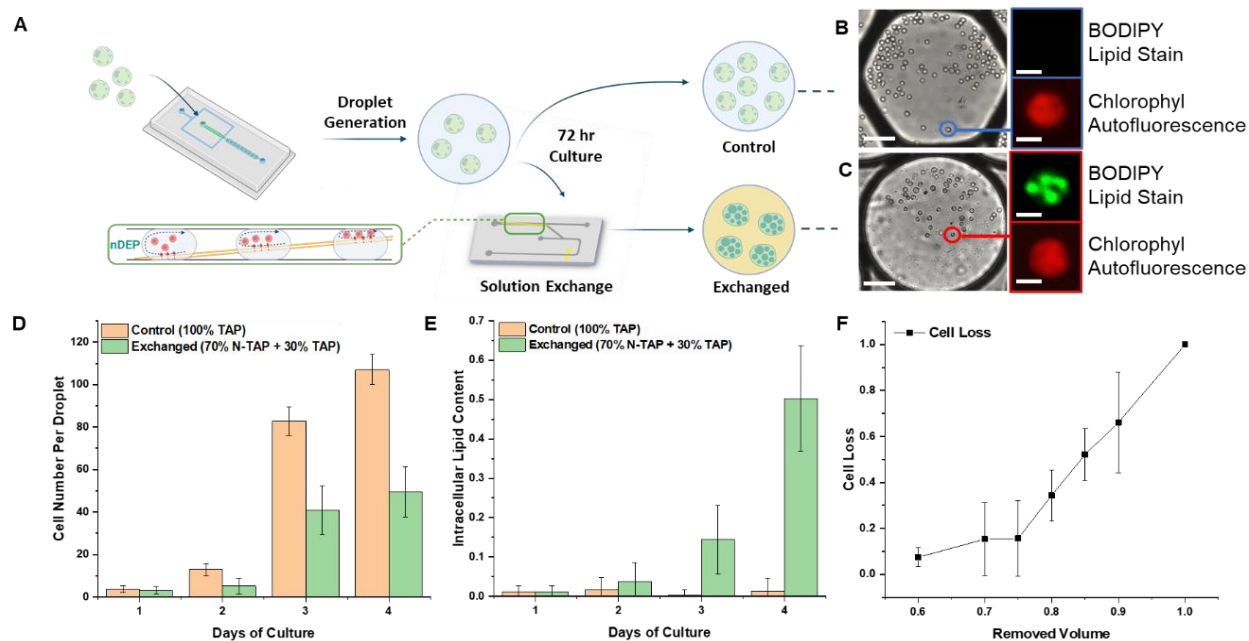 A
Droplet
Generation
72 hr
Culture
Control
nDEP
Solution Exchange
Exchanged
B
BODIPY
Lipid Stain
Chlorophyl
Autofluorescence
C
BODIPY
Lipid Stain
Chlorophyl
Autofluorescence
D
Control (100% TAP)
Exchanged (70% N-TAP + 30% TAP)
Cell Number Per Droplet
120
100
80
60
40
20
0
1 2 3 4
Days of Culture
E
Control (100% TAP)
Exchanged (70% N-TAP + 30% TAP)
Intracellular Lipid Content
0.7
0.6
0.5
0.4
0.3
0.2
0.1
0.0
1 2 3 4
Days of Culture
F
Cell Loss
Cell Loss
1.0
0.8
0.6
0.4
0.2
0.0
0.6 0.7 0.8 0.9 1.0
Removed Volume